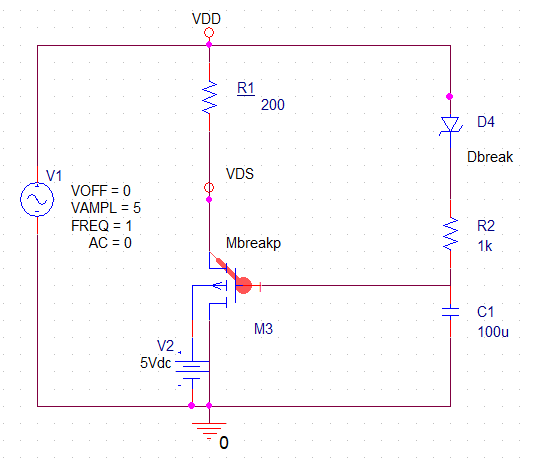 VDD
R1
200
D4
Dbreak
VDS
V1
VOFF = 0
VAMPL = 5
FREQ = 1
AC = 0
R2
1k
Mbreakp
C1
100u
M3
V2
5Vdc
0